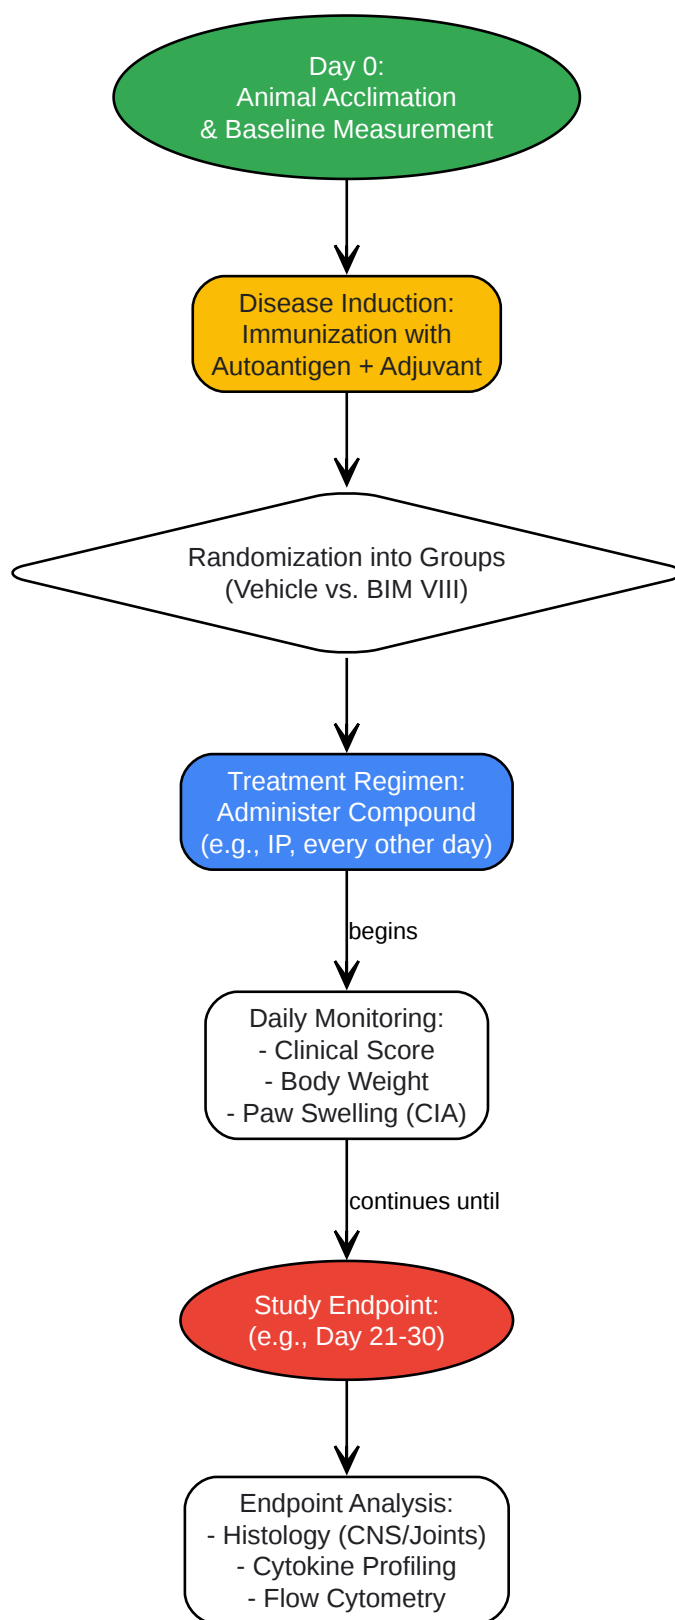 Day 0:
Animal Acclimation
& Baseline Measurement
Disease Induction:
Immunization with
Autoantigen + Adjuvant
Randomization into Groups
(Vehicle vs. BIM VIII)
Treatment Regimen:
Administer Compound
(e.g., IP, every other day)
begins
Daily Monitoring:
- Clinical Score
- Body Weight
- Paw Swelling (CIA)
continues until
Study Endpoint:
(e.g., Day 21-30)
Endpoint Analysis:
- Histology (CNS/Joints)
- Cytokine Profiling
- Flow Cytometry